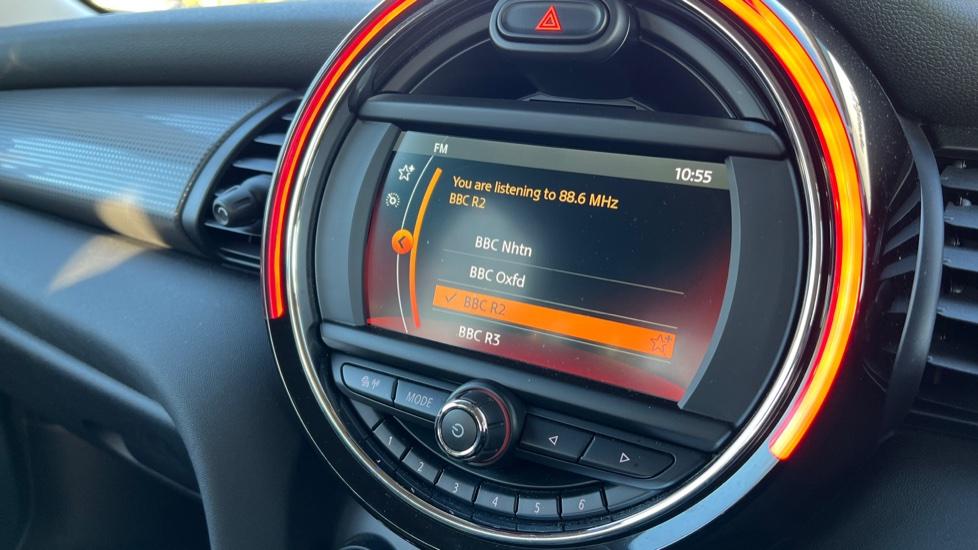 FM
10:55
You are listening to 88.6 MHz
BBC R2
BBC Nhtn
BBC Oxfd
BBC R2
BBC R3
MODE
1
2
3
4
5
6